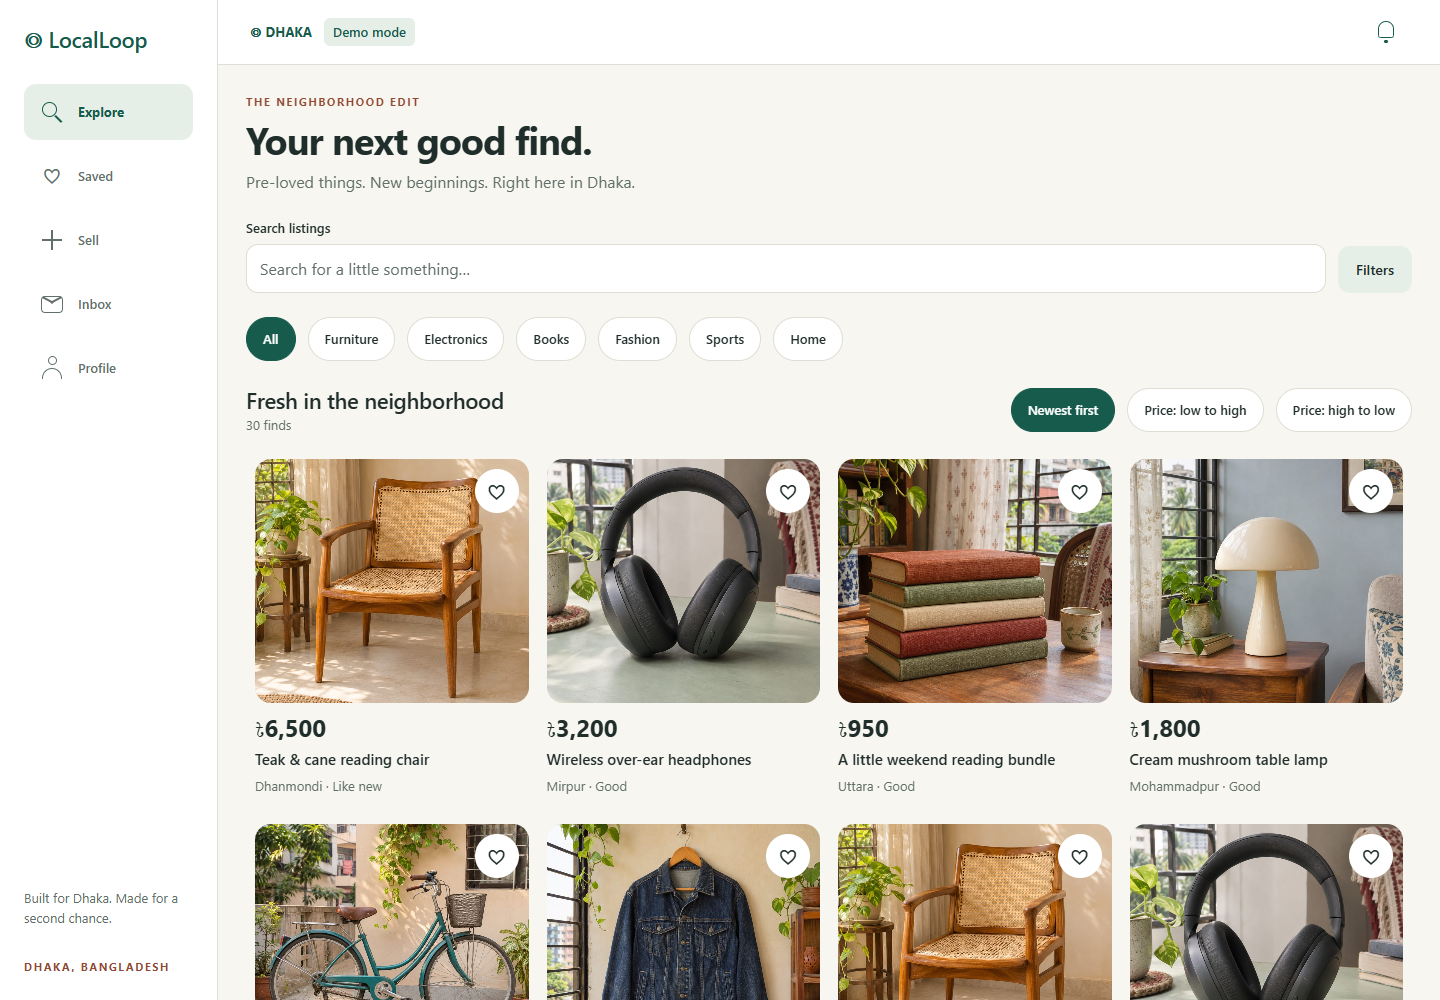 LocalLoop
Explore
Saved
Sell
Inbox
Profile
Built for Dhaka. Made for a
second chance.
DHAKA, BANGLADESH
DHAKA
Demo mode
THE NEIGHBORHOOD EDIT
Your next good find.
Pre-loved things. New beginnings. Right here in Dhaka.
Search listings
Search for a little something...
Filters
All
Furniture
Electronics
Books
Fashion
Sports
Home
Fresh in the neighborhood
30 finds
Newest first
Price: low to high
Price: high to low
৳6,500
Teak & cane reading chair
Dhanmondi · Like new
৳3,200
Wireless over-ear headphones
Mirpur · Good
৳950
A little weekend reading bundle
Uttara · Good
৳1,800
Cream mushroom table lamp
Mohammadpur · Good